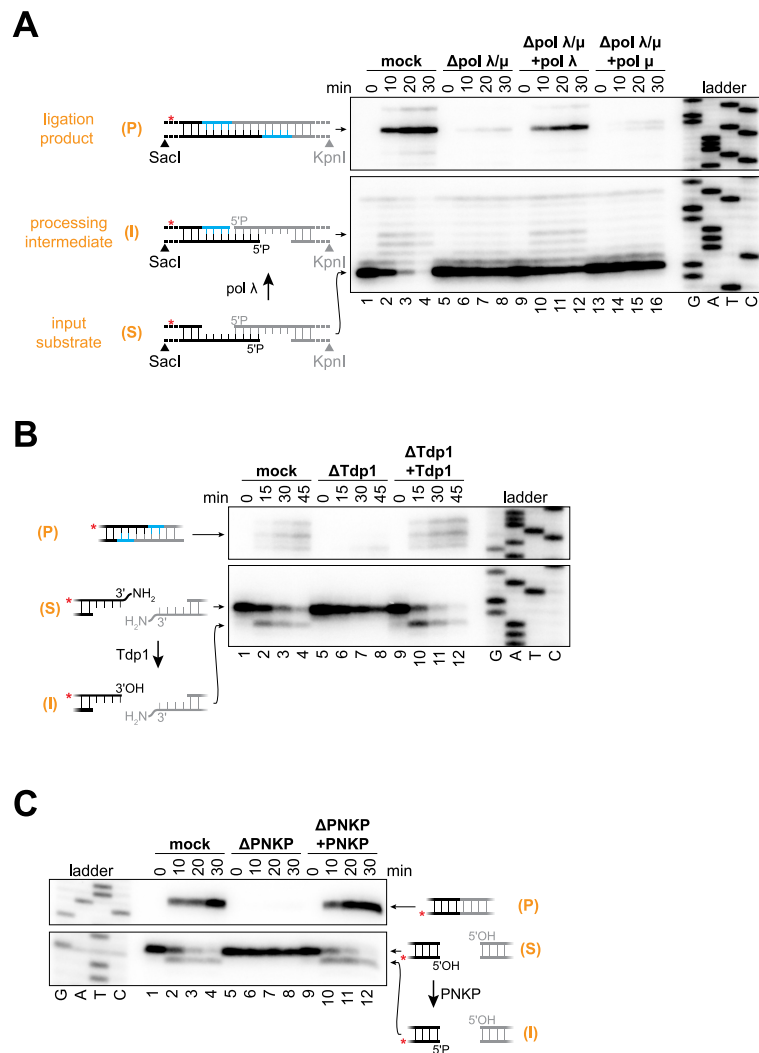 A
mock
Δpol λ/μ
Δpol λ/μ
+pol λ
Δpol λ/μ
+pol μ
min
0 10 20 30 0 10 20 30 0 10 20 30 0 10 20 30
ladder
ligation
product
(P)
SacI
KpnI
processing
intermediate
(I)
5'P
5'P
SacI
KpnI
pol λ
input
substrate
(S)
5'P
5'P
SacI
KpnI
1 2 3 4 5 6 7 8 9 10 11 12 13 14 15 16
G A T C
B
mock
ΔTdp1
ΔTdp1
+Tdp1
min
0 15 30 45 0 15 30 45 0 15 30 45
ladder
(P)
*
(S)
*
3' NH2
H2N 3'
Tdp1
(I)
*
3'OH
H2N 3'
1 2 3 4 5 6 7 8 9 10 11 12
G A T C
C
ladder
mock
ΔPNKP
ΔPNKP
+PNKP
0 10 20 30 0 10 20 30 0 10 20 30
min
*
(P)
5'OH
*
5'OH
(S)
PNKP
5'OH
*
5'P
(I)
G A T C
1 2 3 4 5 6 7 8 9 10 11 12